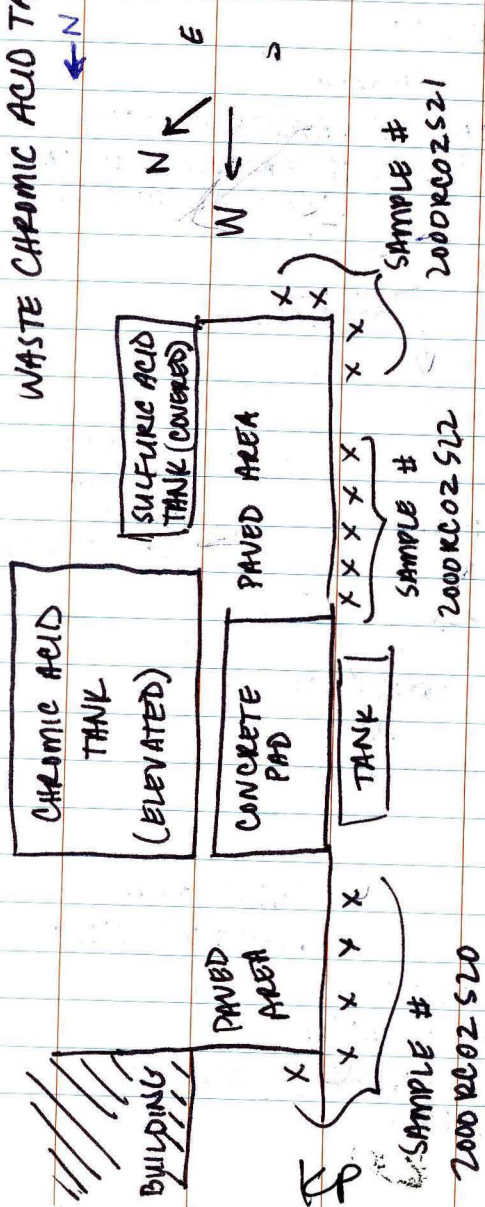 WASTE CHROMIC ACID TA
N
E
N
W
CHROMIC ACID
TANK
(ELEVATED)
SULFURIC ACID
TANK (COVERED)
BUILDING
PAVED
AREA
CONCRETE
PAD
PAVED AREA
TANK
X
X X X X
X X X X X
X X
X
X
SAMPLE #
2000RC02S20
SAMPLE #
2000RC02S22
SAMPLE #
2000RC02S21